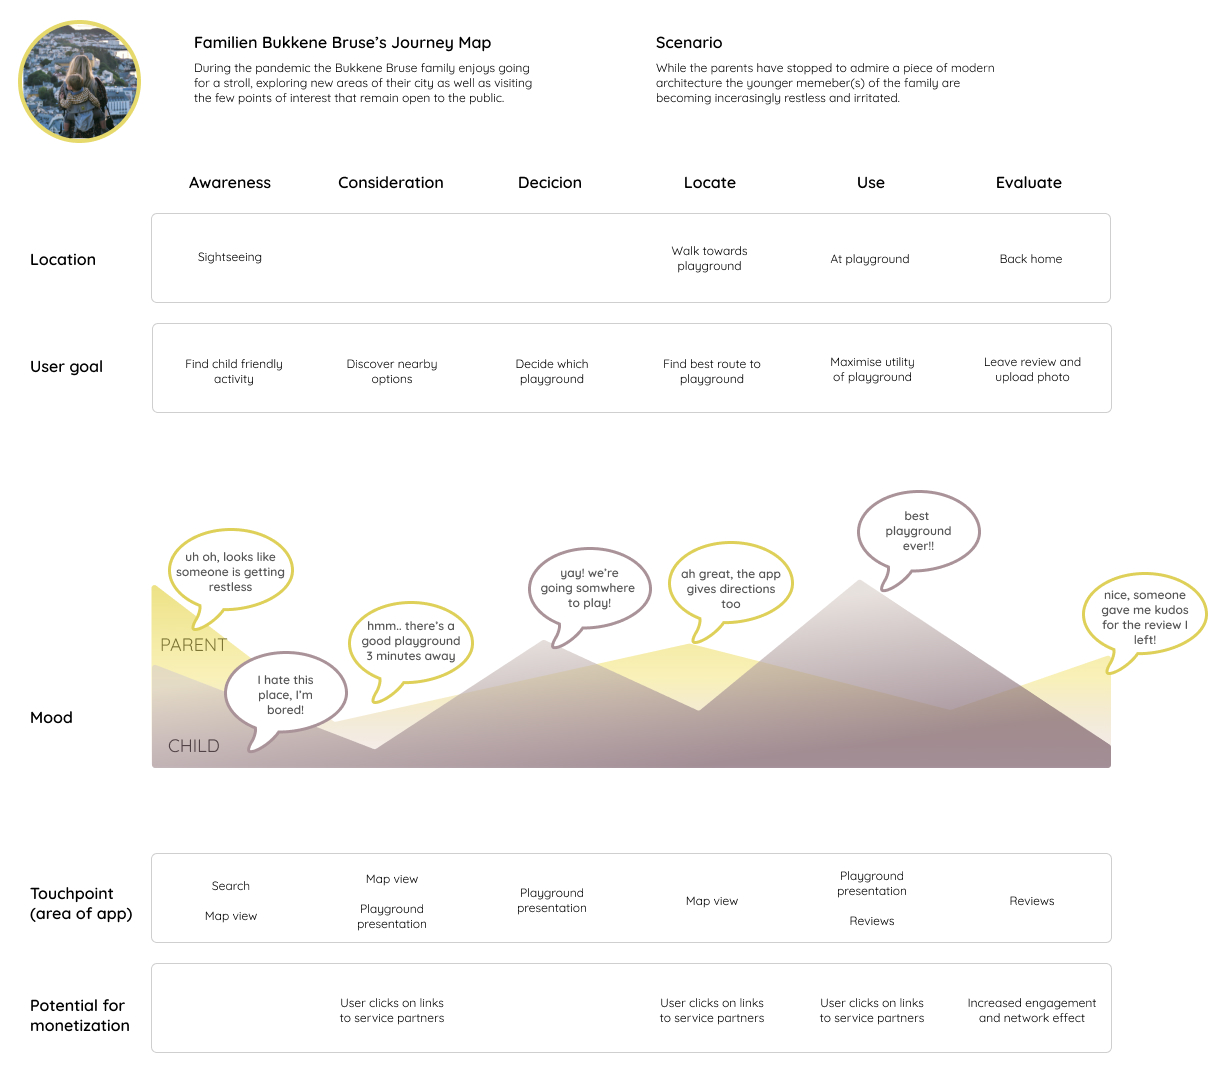 Familien Bukkene Bruse's Journey Map
During the pandemic the Bukkene Bruse family enjoys going
for a stroll, exploring new areas of their city as well as visiting
the few points of interest that remain open to the public.
Scenario
While the parents have stopped to admire a piece of modern
architecture the younger memeber(s) of the family are
becoming incerasingly restless and irritated.
Awareness
Consideration
Decicion
Locate
Use
Evaluate
Location
Sightseeing
Walk towards
playground
At playground
Back home
User goal
Find child friendly
activity
Discover nearby
options
Decide which
playground
Find best route to
playground
Maximise utility
of playground
Leave review and
upload photo
Mood
uh oh, looks like
someone is getting
restless
PARENT
I hate this
place, I'm
bored!
CHILD
hmm.. there's a
good playground
3 minutes away
yay! we're
going somwhere
to play!
ah great, the app
gives directions
too
best
playground
ever!!
nice, someone
gave me kudos
for the review I
left!
Touchpoint
(area of app)
Search
Map view
Map view
Playground
presentation
Playground
presentation
Map view
Playground
presentation
Reviews
Reviews
Potential for
monetization
User clicks on links
to service partners
User clicks on links
to service partners
User clicks on links
to service partners
Increased engagement
and network effect